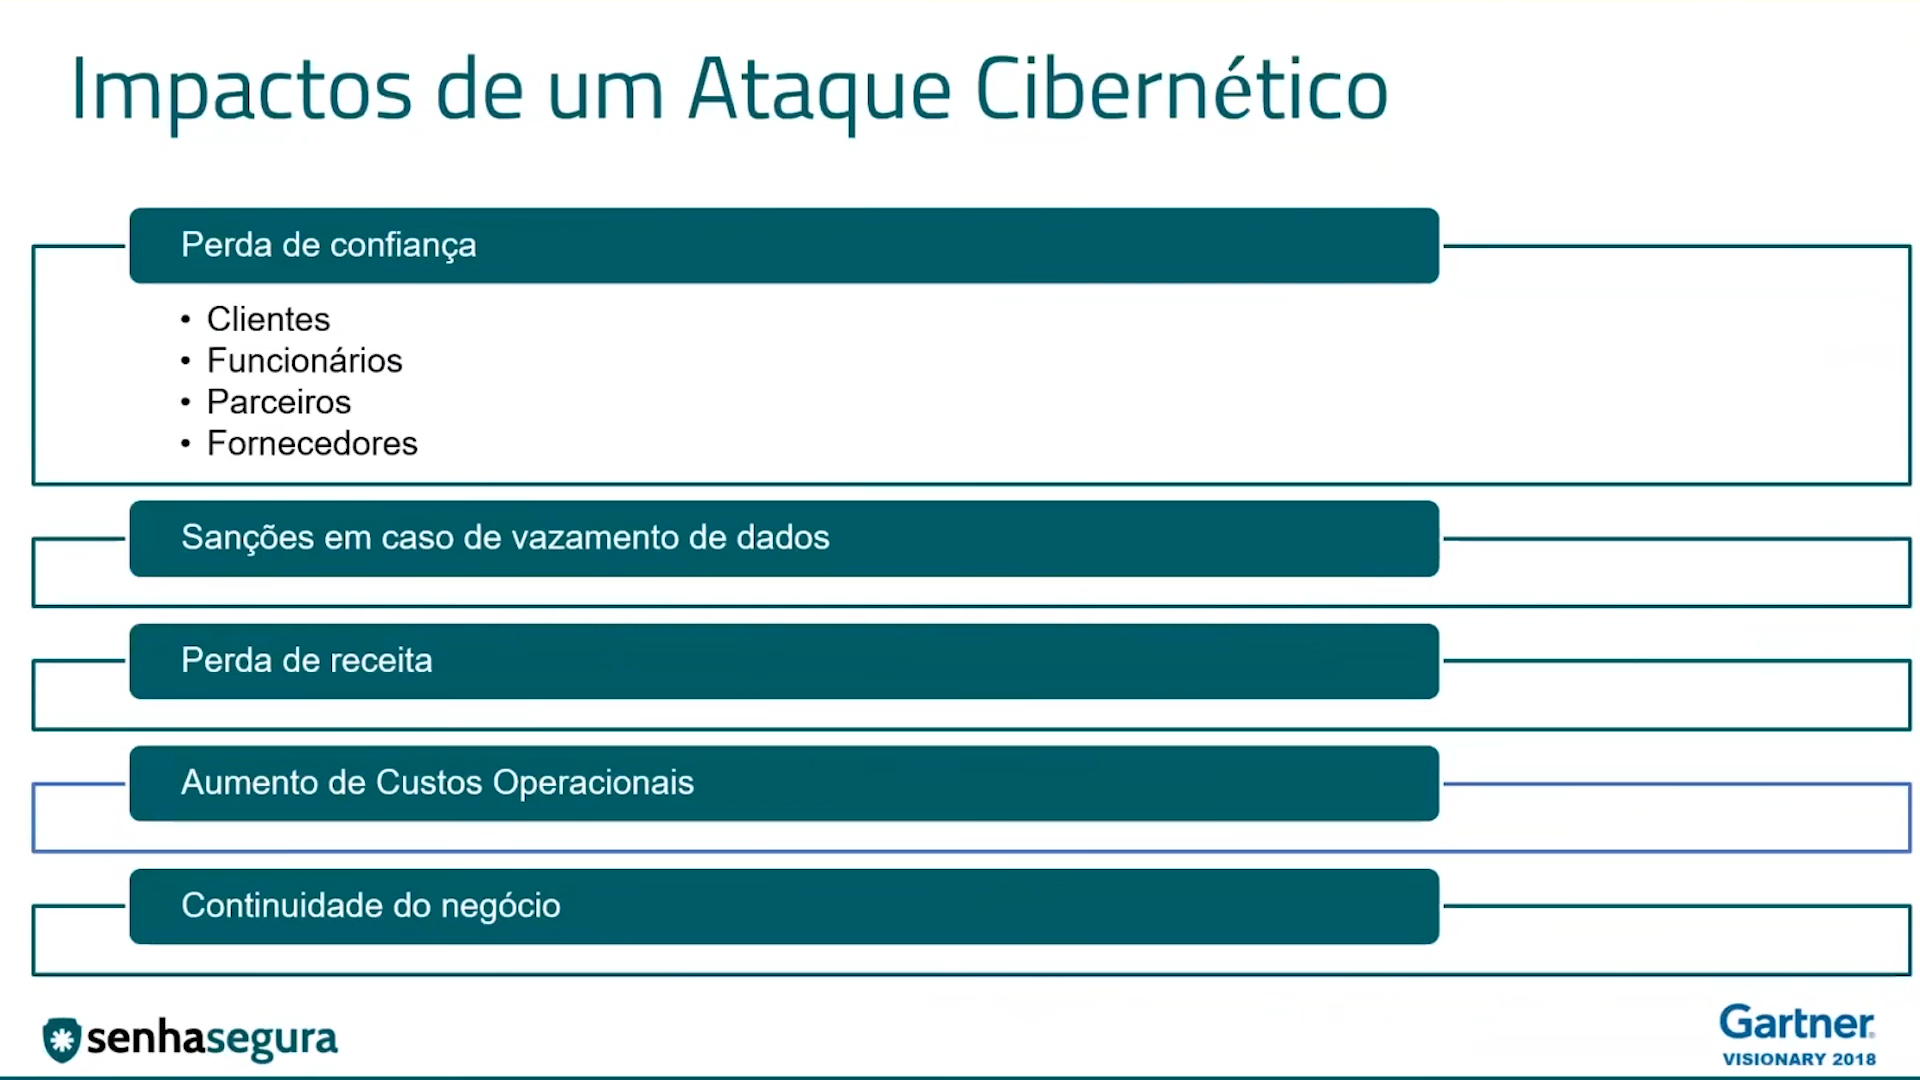 Impactos de um Ataque Cibernético
Perda de confiança
• Clientes
• Funcionários
• Parceiros
• Fornecedores
Sanções em caso de vazamento de dados
Perda de receita
Aumento de Custos Operacionais
Continuidade do negócio
senhasegura
Gartner
VISIONARY 2018